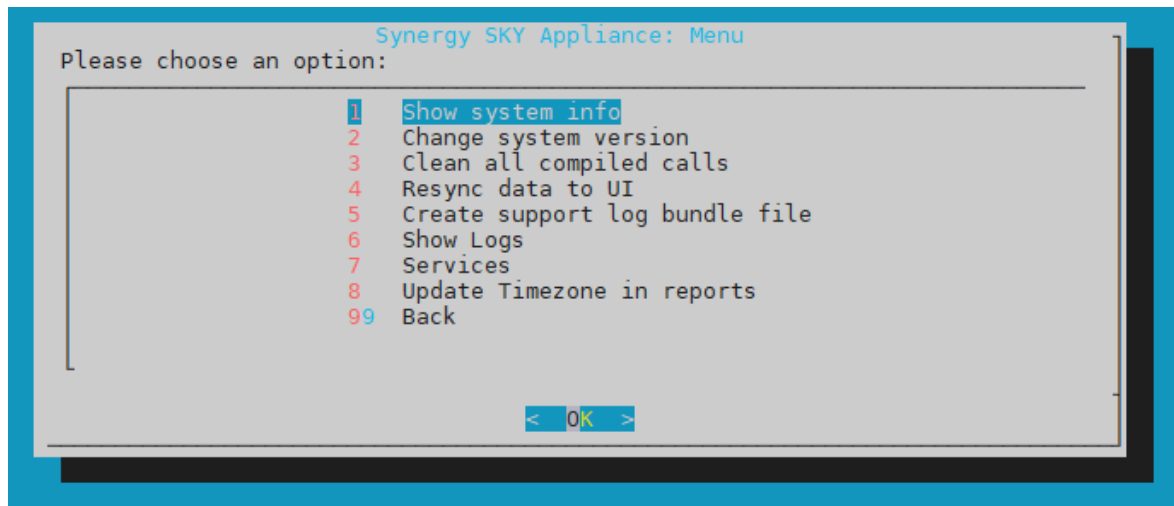 Synergy SKY Appliance: Menu
Please choose an option:
1 Show system info
2 Change system version
3 Clean all compiled calls
4 Resync data to UI
5 Create support log bundle file
6 Show Logs
7 Services
8 Update Timezone in reports
99 Back
< OK >